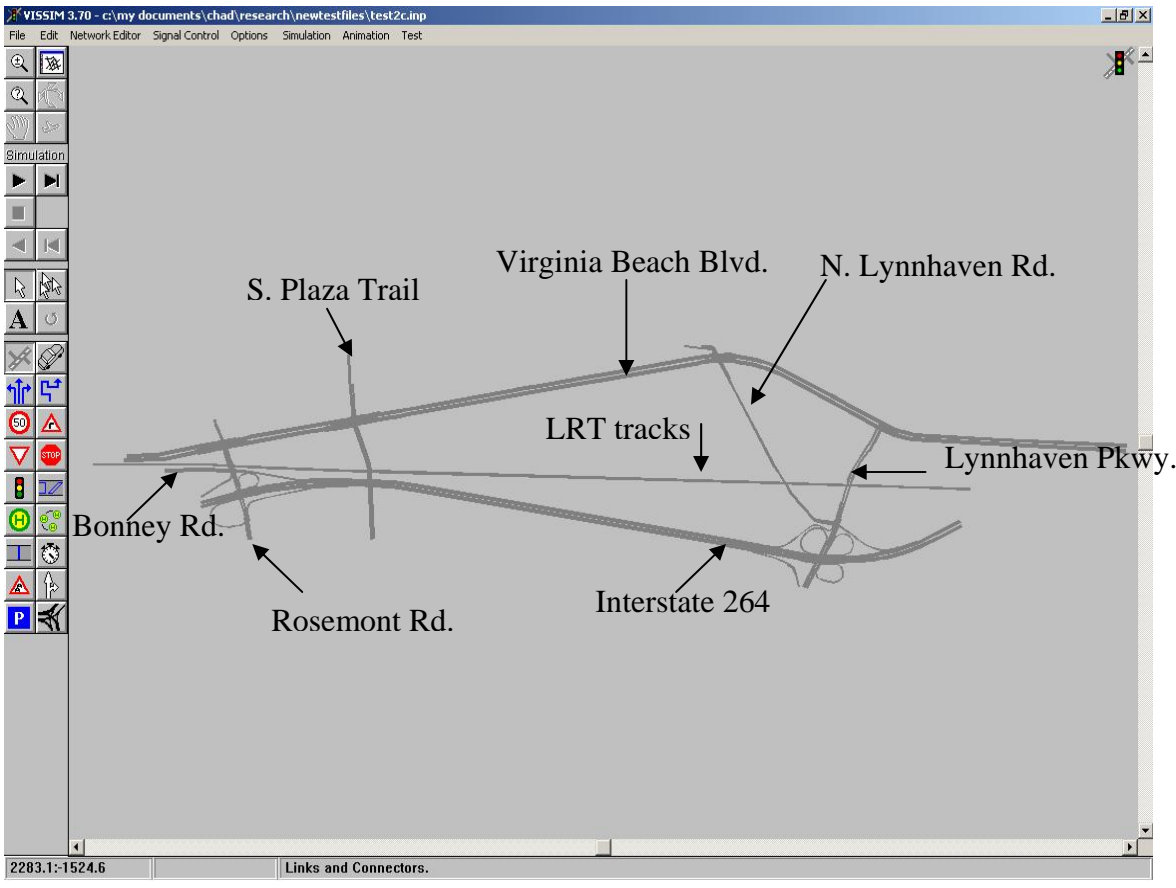 VISSIM 3.70 - c:\my documents\chad\research\newtestfiles\test2c.inp
File Edit Network Editor Signal Control Options Simulation Animation Test
Simulation
Virginia Beach Blvd.
N. Lynnhaven Rd.
S. Plaza Trail
A
50
LRT tracks
STOP
Lynnhaven Pkwy.
H
H
H
Bonney Rd.
Interstate 264
P
Rosemont Rd.
2283.1:-1524.6 Links and Connectors.